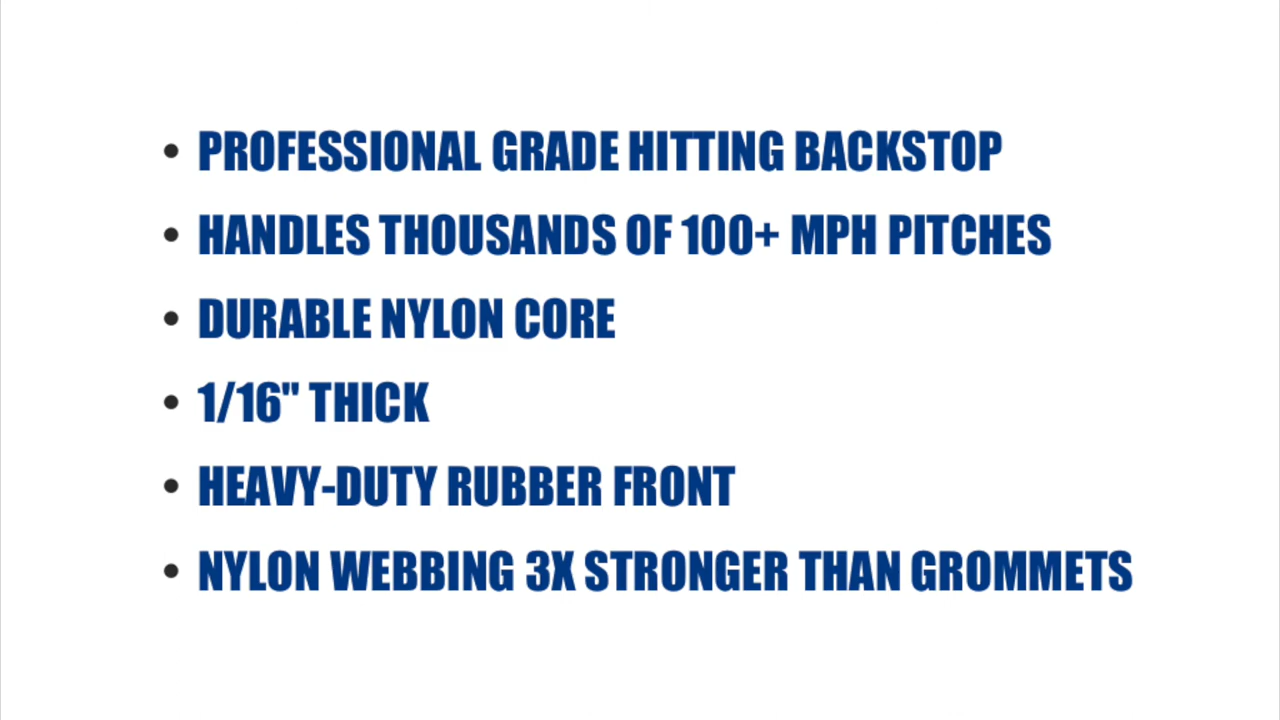 • PROFESSIONAL GRADE HITTING BACKSTOP
• HANDLES THOUSANDS OF 100+ MPH PITCHES
• DURABLE NYLON CORE
• 1/16" THICK
• HEAVY-DUTY RUBBER FRONT
• NYLON WEBBING 3X STRONGER THAN GROMMETS